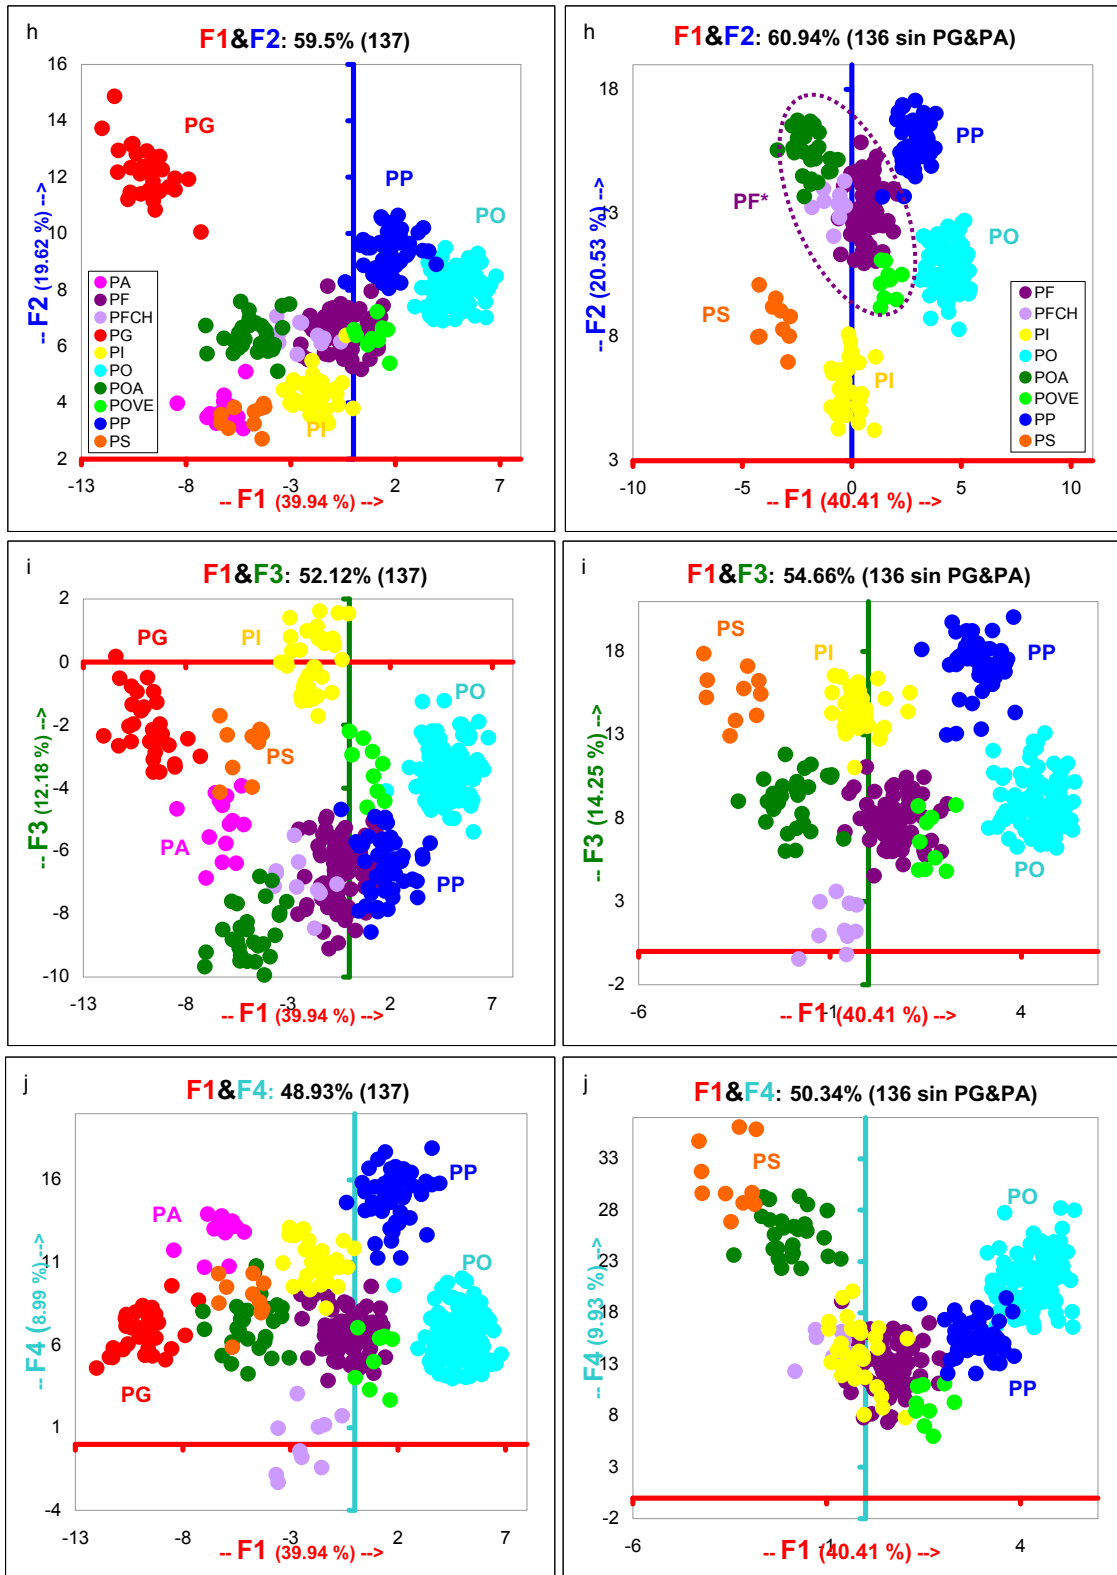 h
F1&F2: 59.5% (137)
16
14
12
10
8
6
4
2
-- F2 (19.62 %) -->
PG
PP
PO
PI
PA
PF
PFCH
PG
PI
PO
POA
POVE
PP
PS
-13
-8
-3
2
7
-- F1 (39.94 %) -->
h
F1&F2: 60.94% (136 sin PG&PA)
18
13
8
3
-- F2 (20.53 %) -->
PP
PF*
PO
PS
PI
PF
PFCH
PI
PO
POA
POVE
PP
PS
-10
-5
0
5
10
-- F1 (40.41 %) -->
i
F1&F3: 52.12% (137)
2
0
-2
-4
-6
-8
-10
-- F3 (12.18 %) -->
PG
PI
PO
PS
PA
PP
-13
-8
-3
2
7
-- F1 (39.94 %) -->
i
F1&F3: 54.66% (136 sin PG&PA)
18
13
8
3
-2
-- F3 (14.25 %) -->
PS
PI
PP
PO
-6
-1
4
-- F1 (40.41 %) -->
j
F1&F4: 48.93% (137)
16
11
6
1
-4
-- F4 (8.99 %) -->
PP
PA
PO
PG
-13
-8
-3
2
7
-- F1 (39.94 %) -->
j
F1&F4: 50.34% (136 sin PG&PA)
33
28
23
18
13
8
3
-2
-- F4 (9.93 %) -->
PS
PO
PP
-6
-1
4
-- F1 (40.41 %) -->